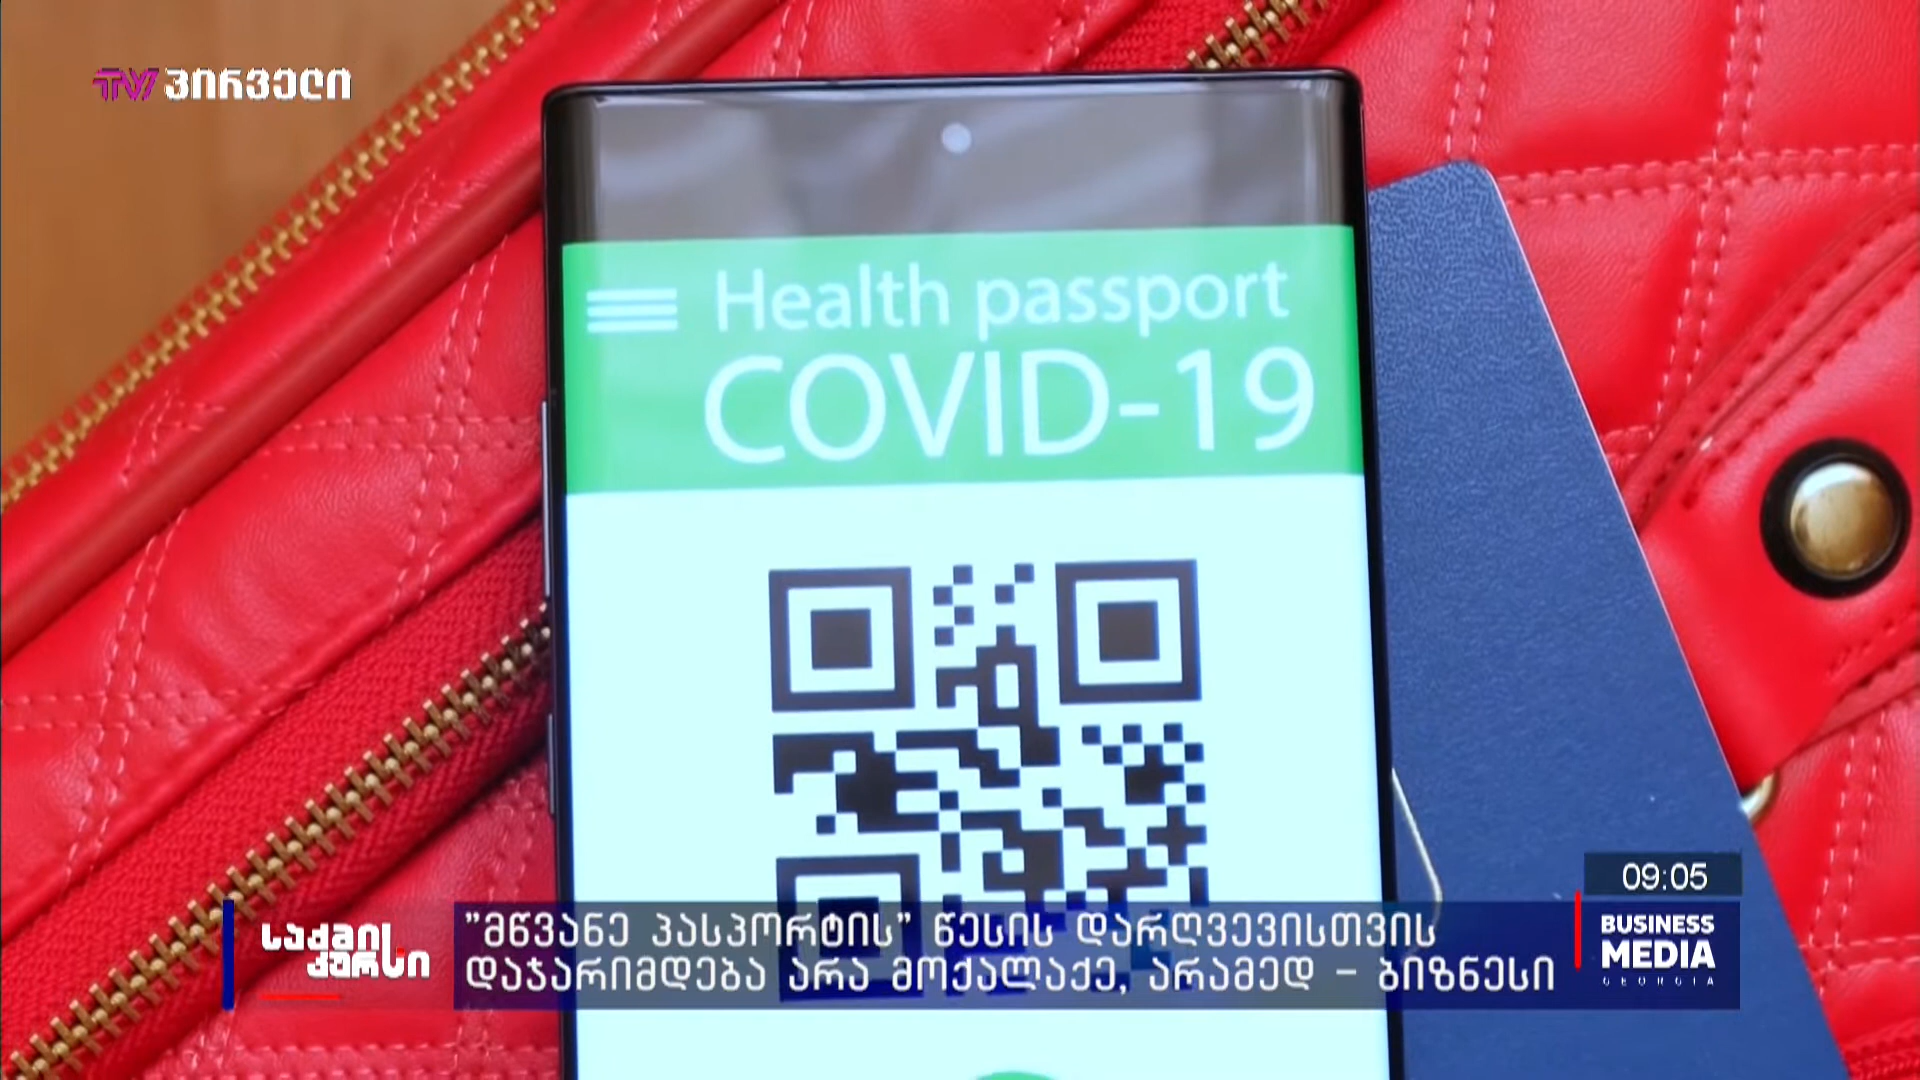 TV პირველი
Health passport
COVID-19
09:05
საქმის
კურსი
"მწვანე პასპორტის" წესის დარღვევისთვის
დაჯარიმდება არა მოქალაქე, არამედ – ბიზნესი
BUSINESS
MEDIA
GEORGIA